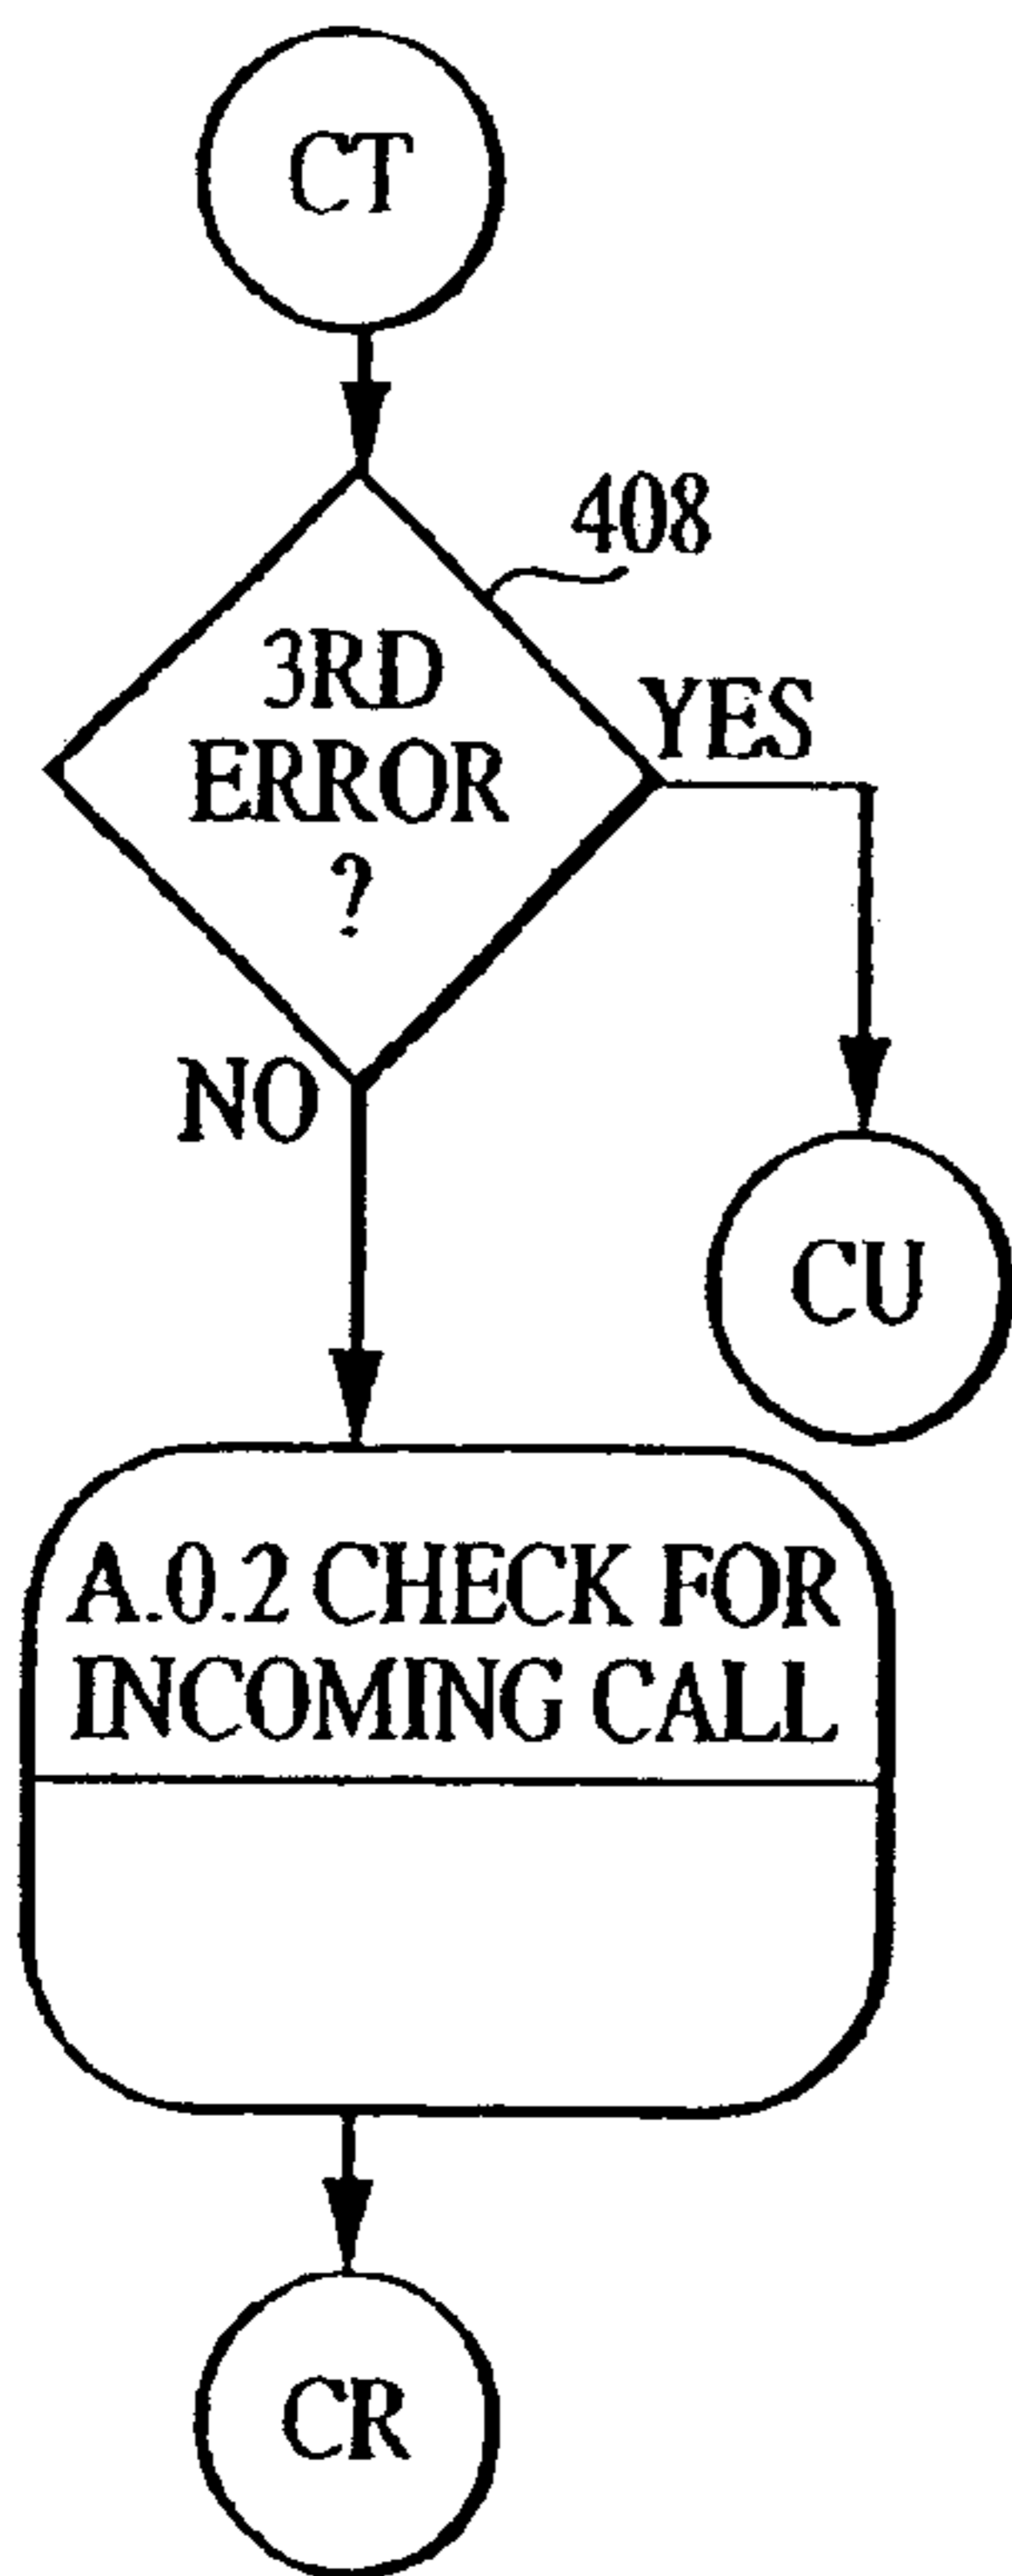 CT
408
3RD
ERROR
?
YES
NO
CU
A.0.2 CHECK FOR
INCOMING CALL
CR